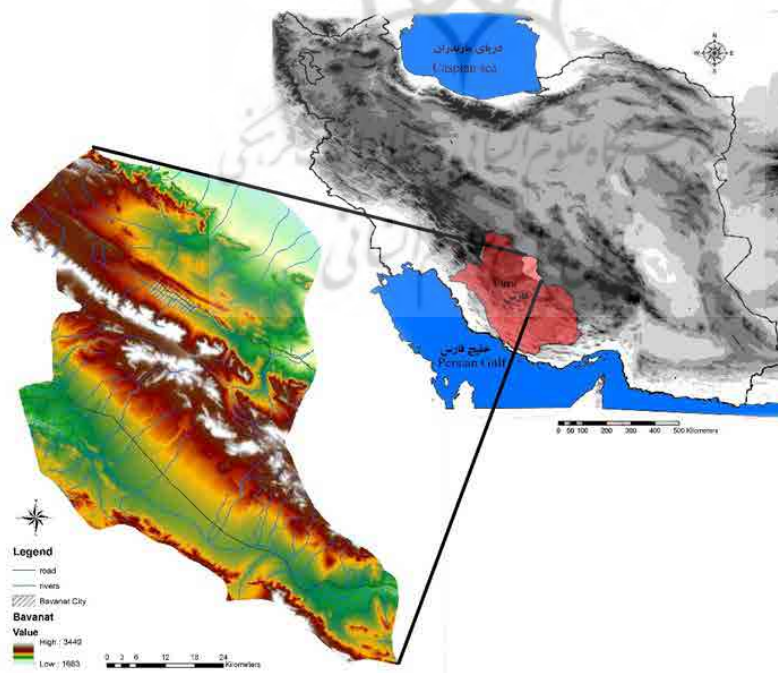 دریای مازندران
Caspian sea
N
W
E
S
Fars
فارس
خلیج فارس
Persian Gulf
0 50 100 200 300 400 500 Kilometers
Legend
road
rivers
Bavanat City
Bavanat
Value
High : 3449
Low : 1683
0 3 6 12 18 24
Kilometers